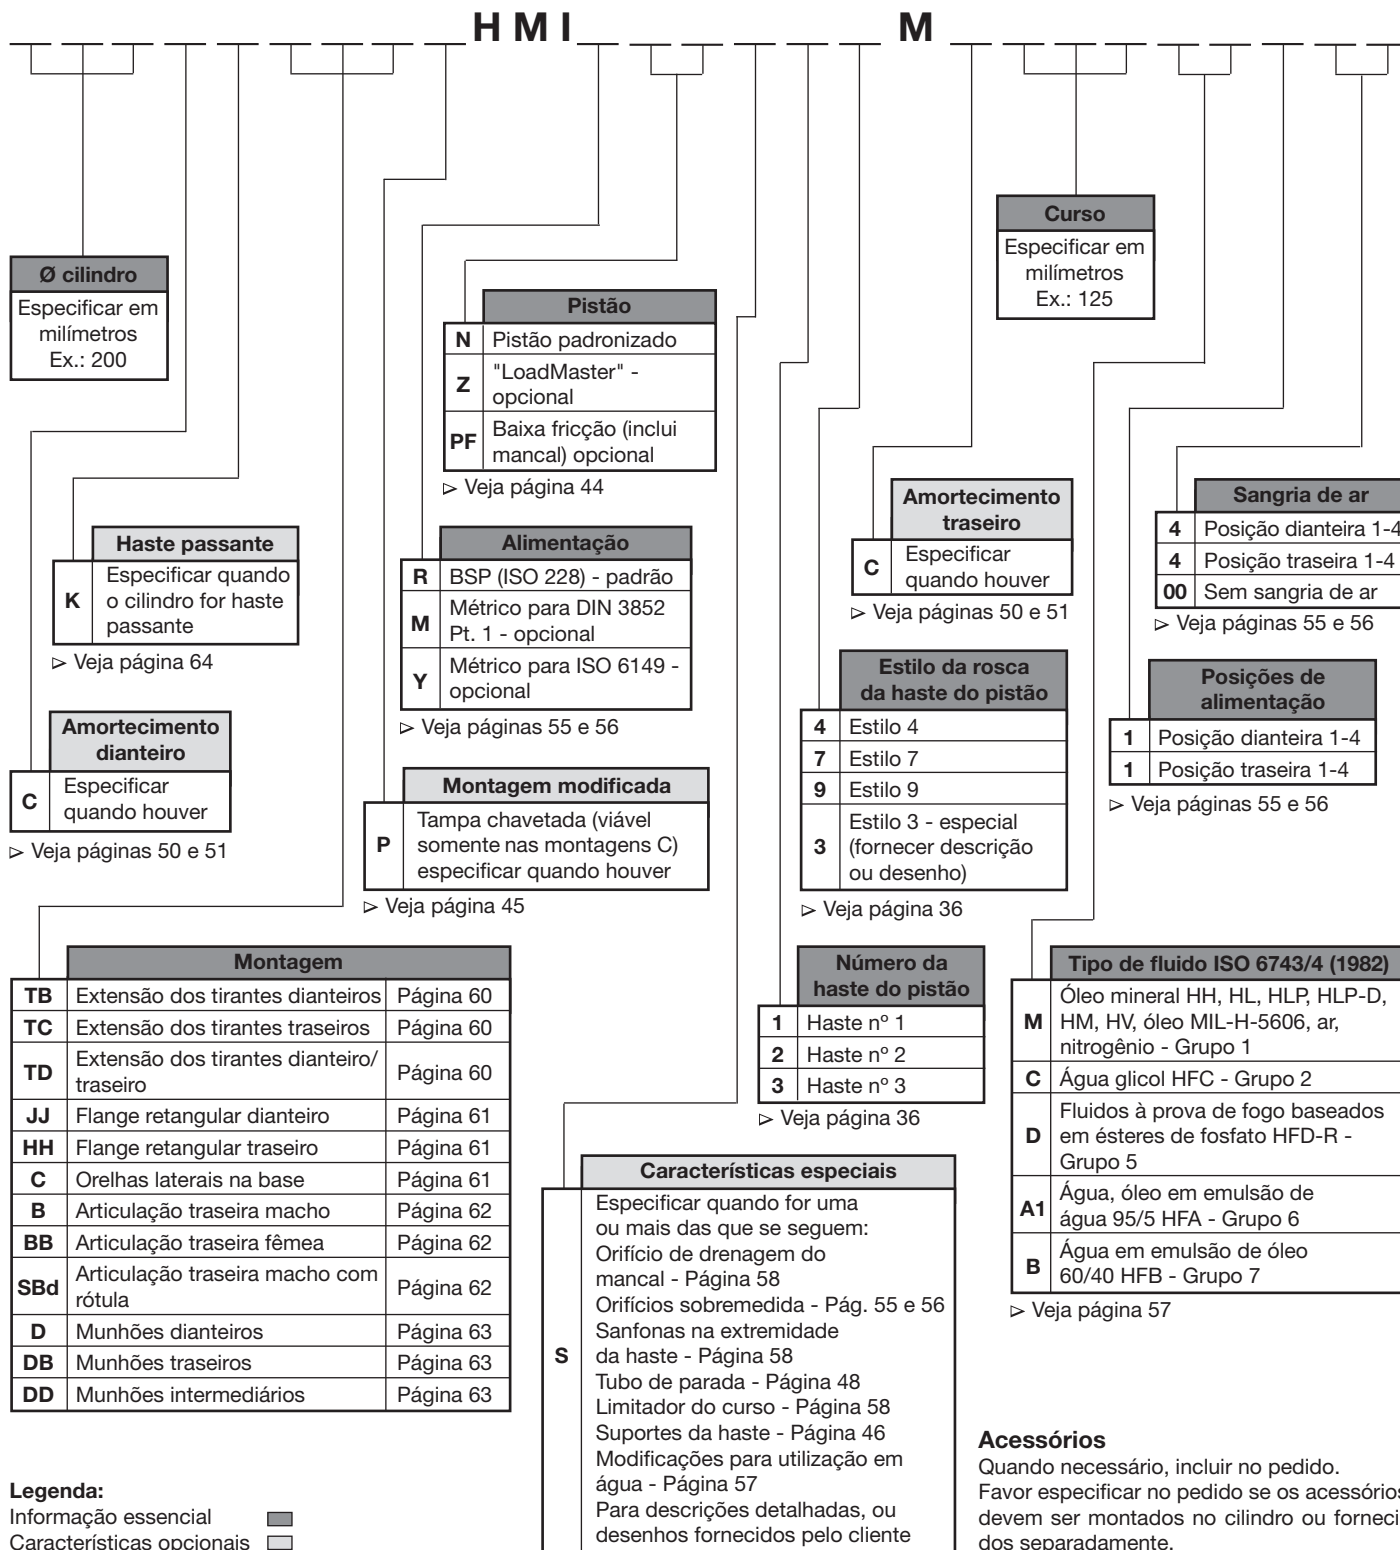 HMI M
Curso
Especificar em
milímetros
Ex.: 125
Ø cilindro
Especificar em
milímetros
Ex.: 200
Pistão
N Pistão padronizado
Z "LoadMaster" -
opcional
PF Baixa fricção (inclui
mancal) opcional
▷ Veja página 44
Haste passante
K Especificar quando
o cilindro for haste
passante
▷ Veja página 64
Alimentação
R BSP (ISO 228) - padrão
M Métrico para DIN 3852
Pt. 1 - opcional
Y Métrico para ISO 6149 -
opcional
▷ Veja páginas 55 e 56
Amortecimento
traseiro
C Especificar
quando houver
▷ Veja páginas 50 e 51
Sangria de ar
4 Posição dianteira 1-4
4 Posição traseira 1-4
00 Sem sangria de ar
▷ Veja páginas 55 e 56
Amortecimento
dianteiro
C Especificar
quando houver
▷ Veja páginas 50 e 51
Montagem modificada
P Tampa chavetada (viável
somente nas montagens C)
especificar quando houver
▷ Veja página 45
Estilo da rosca
da haste do pistão
4 Estilo 4
7 Estilo 7
9 Estilo 9
3 Estilo 3 - especial
(fornecer descrição
ou desenho)
▷ Veja página 36
Posições de
alimentação
1 Posição dianteira 1-4
1 Posição traseira 1-4
▷ Veja páginas 55 e 56
Montagem
TB Extensão dos tirantes dianteiros Página 60
TC Extensão dos tirantes traseiros Página 60
TD Extensão dos tirantes dianteiro/
traseiro Página 60
JJ Flange retangular dianteiro Página 61
HH Flange retangular traseiro Página 61
C Orelhas laterais na base Página 61
B Articulação traseira macho Página 62
BB Articulação traseira fêmea Página 62
SBd Articulação traseira macho com
rótula Página 62
D Munhões dianteiros Página 63
DB Munhões traseiros Página 63
DD Munhões intermediários Página 63
Número da
haste do pistão
1 Haste nº 1
2 Haste nº 2
3 Haste nº 3
▷ Veja página 36
Tipo de fluido ISO 6743/4 (1982)
M Óleo mineral HH, HL, HLP, HLP-D,
HM, HV, óleo MIL-H-5606, ar,
nitrogênio - Grupo 1
C Água glicol HFC - Grupo 2
D Fluidos à prova de fogo baseados
em ésteres de fosfato HFD-R -
Grupo 5
A1 Água, óleo em emulsão de
água 95/5 HFA - Grupo 6
B Água em emulsão de óleo
60/40 HFB - Grupo 7
▷ Veja página 57
Características especiais
S Especificar quando for uma
ou mais das que se seguem:
Orifício de drenagem do
mancal - Página 58
Orifícios sobremedida - Pág. 55 e 56
Sanfonas na extremidade
da haste - Página 58
Tubo de parada - Página 48
Limitador do curso - Página 58
Suportes da haste - Página 46
Modificações para utilização em
água - Página 57
Para descrições detalhadas, ou
desenhos fornecidos pelo cliente
Legenda:
Informação essencial
Características opcionais
Acessórios
Quando necessário, incluir no pedido.
Favor especificar no pedido se os acessórios
devem ser montados no cilindro ou forneci-
dos separadamente.